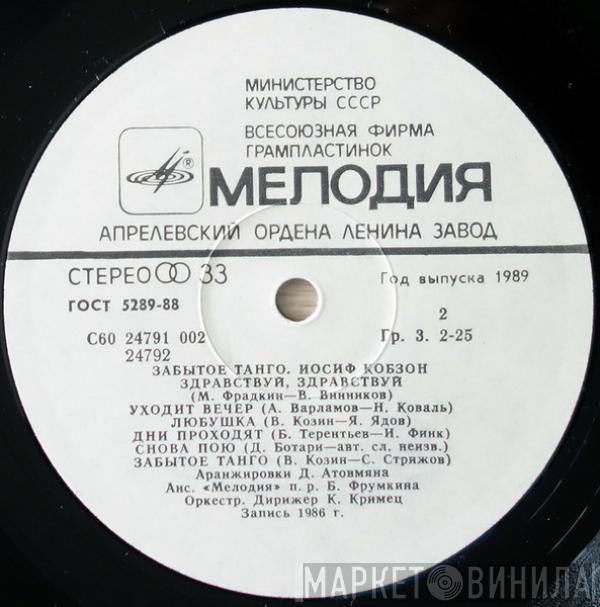 МИНИСТЕРСТВО
КУЛЬТУРЫ СССР
ВСЕСОЮЗНАЯ ФИРМА
ГРАМПЛАСТИНОК
®
МЕЛОДИЯ
АПРЕЛЕВСКИЙ ОРДЕНА ЛЕНИНА ЗАВОД
СТЕРЕО 33
Год выпуска 1989
ГОСТ 5289-88
2
С60 24791 002
Гр. 3. 2-25
24792
ЗАБЫТОЕ ТАНГО. ИОСИФ КОБЗОН
ЗДРАВСТВУЙ, ЗДРАВСТВУЙ
(М. Фрадкин—В. Винников)
УХОДИТ ВЕЧЕР (А. Варламов—Н. Коваль)
ЛЮБУШКА (В. Козин—Я. Ядов)
ДНИ ПРОХОДЯТ (Б. Терентьев—И. Финк)
СНОВА ПОЮ (Д. Ботари—авт. сл. неизв.)
ЗАБЫТОЕ ТАНГО (В. Козин—С. Стрижов)
Аранжировки Д. Атовмяна
Анс. «Мелодия» п. р. Б. Фрумкина
Оркестр. Дирижер К. Кримец
Запись 1986 г.
МАРКЕТ ВИНИЛА